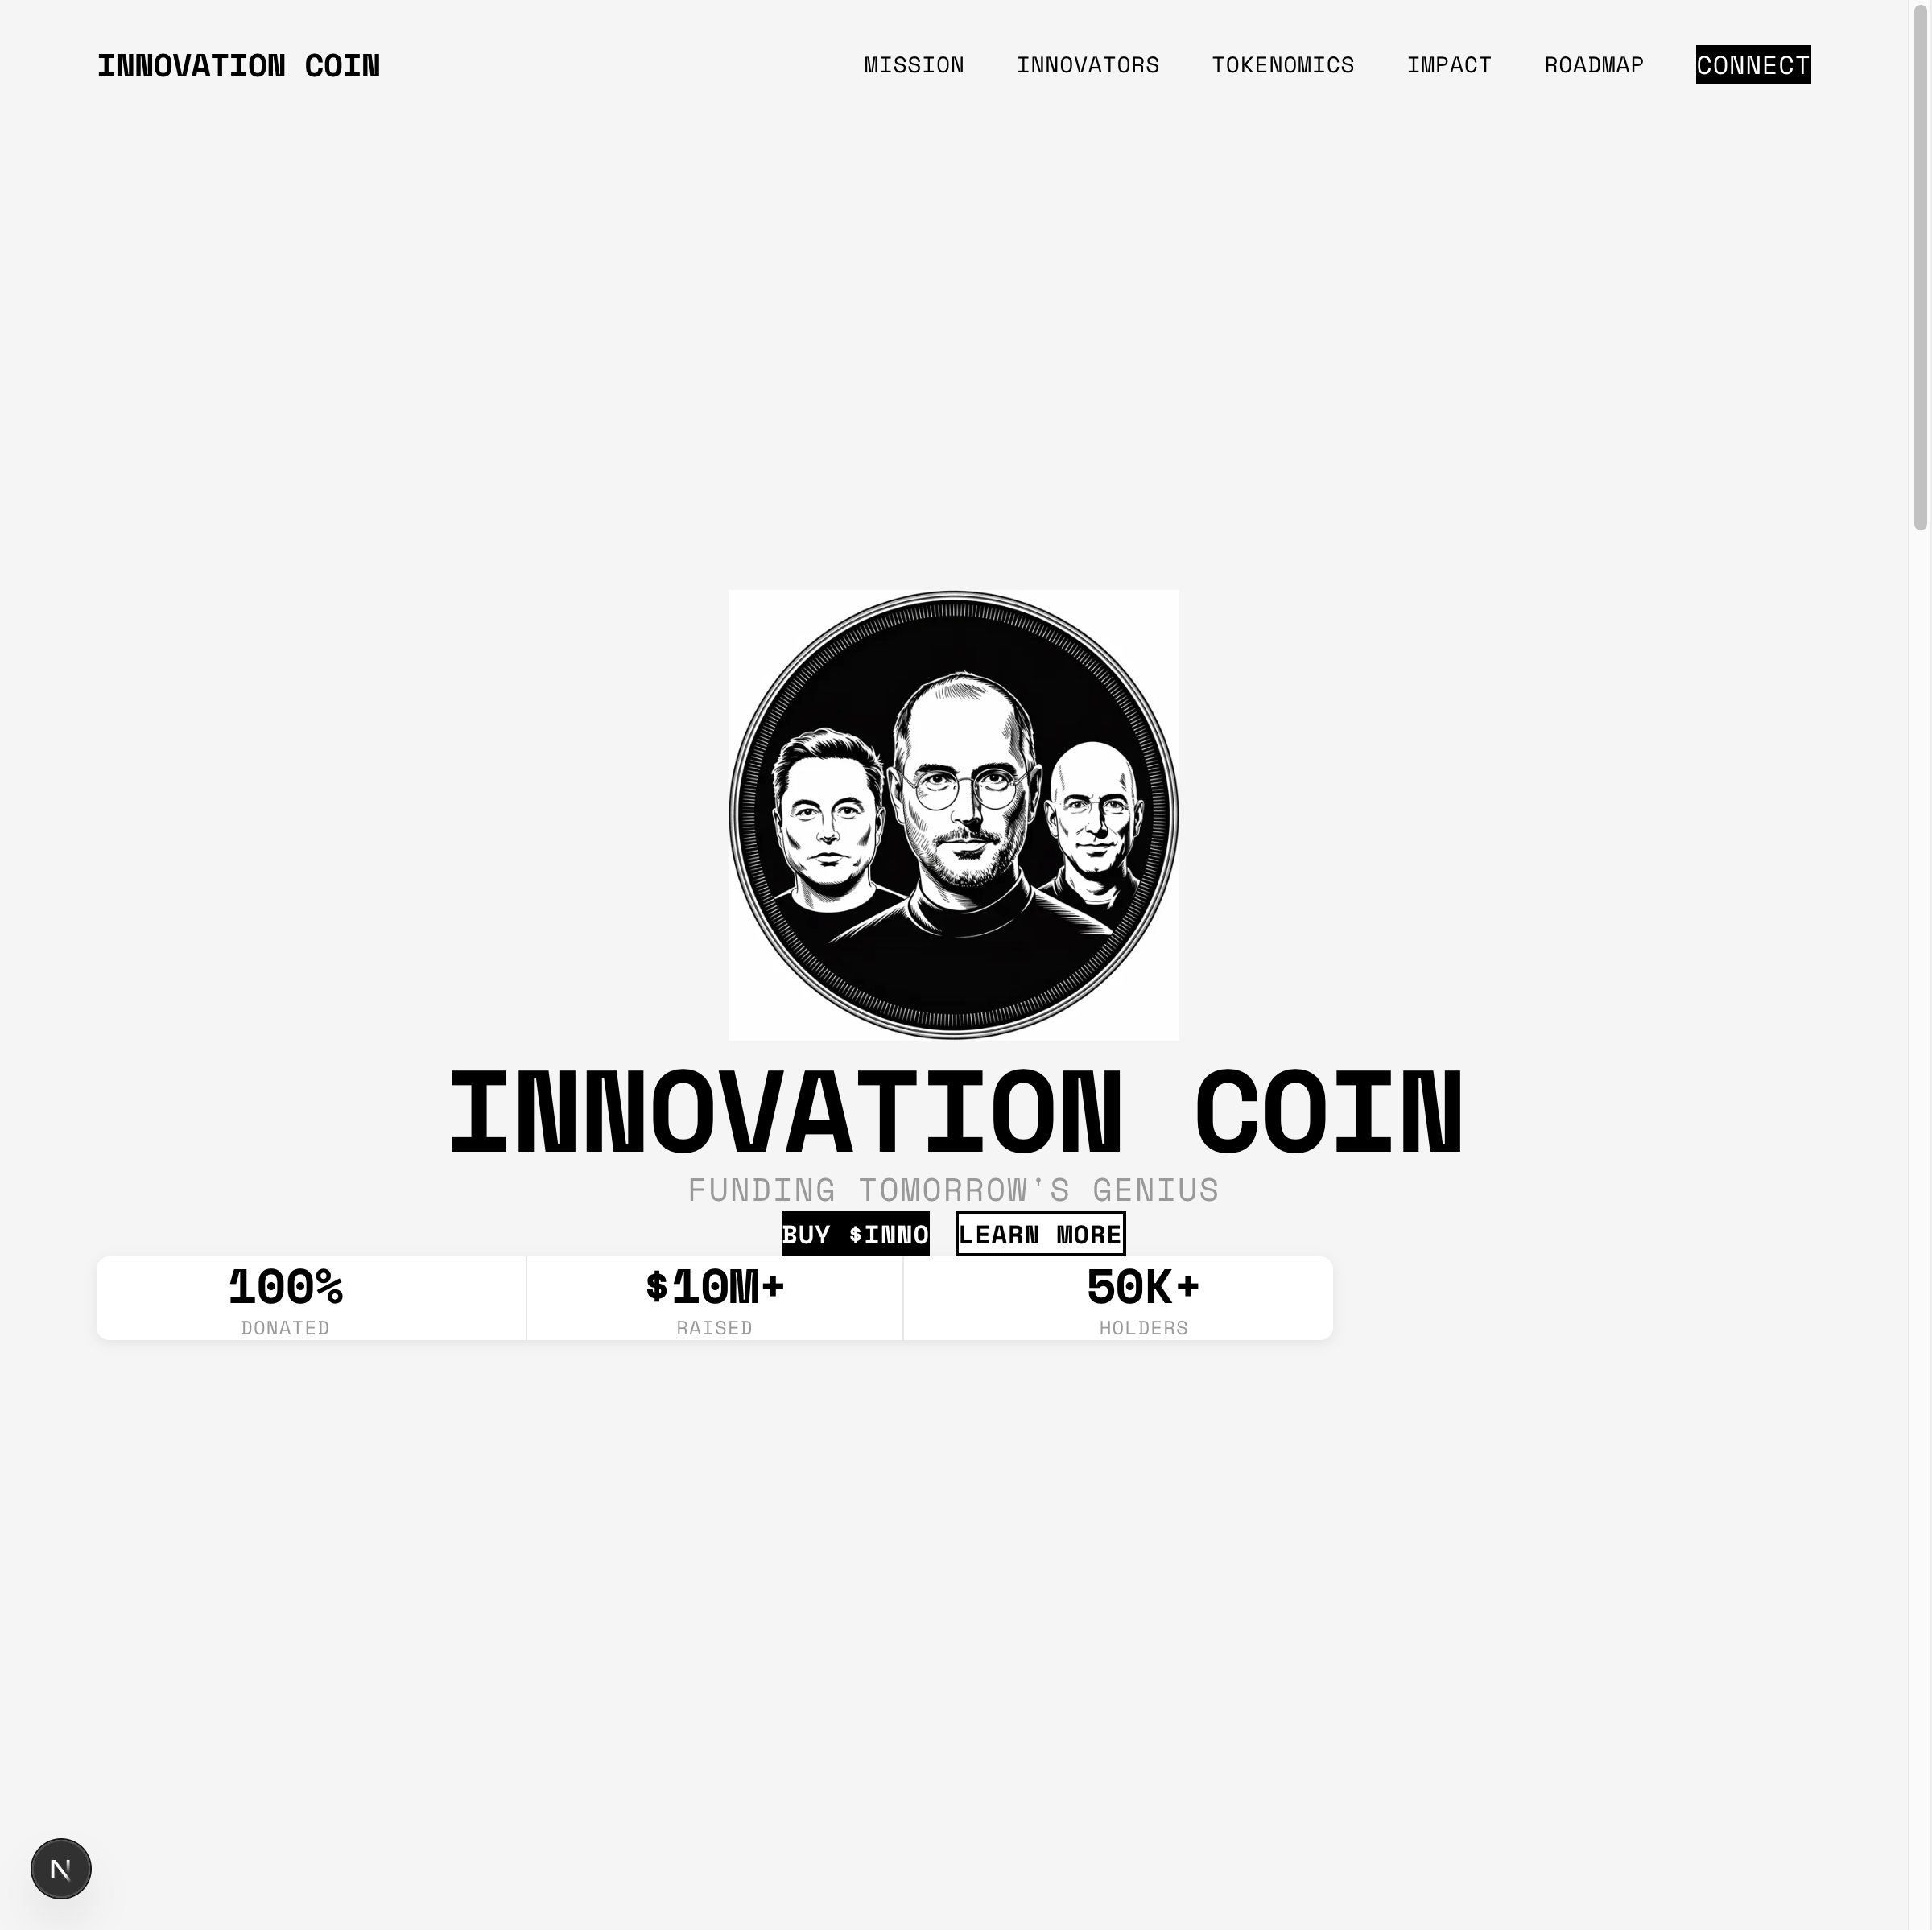 INNOVATION COIN
MISSION INNOVATORS TOKENOMICS IMPACT ROADMAP CONNECT
INNOVATION COIN
FUNDING TOMORROW'S GENIUS
BUY $INNO LEARN MORE
100% $10M+ 50K+
DONATED RAISED HOLDERS
N